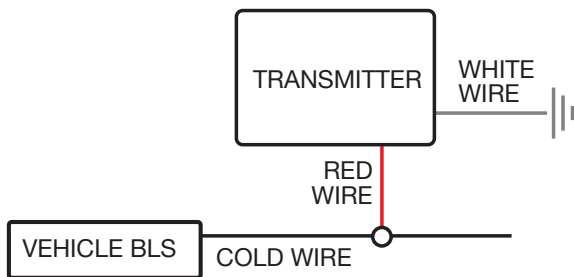 TRANSMITTER
WHITE
WIRE
RED
WIRE
VEHICLE BLS
COLD WIRE